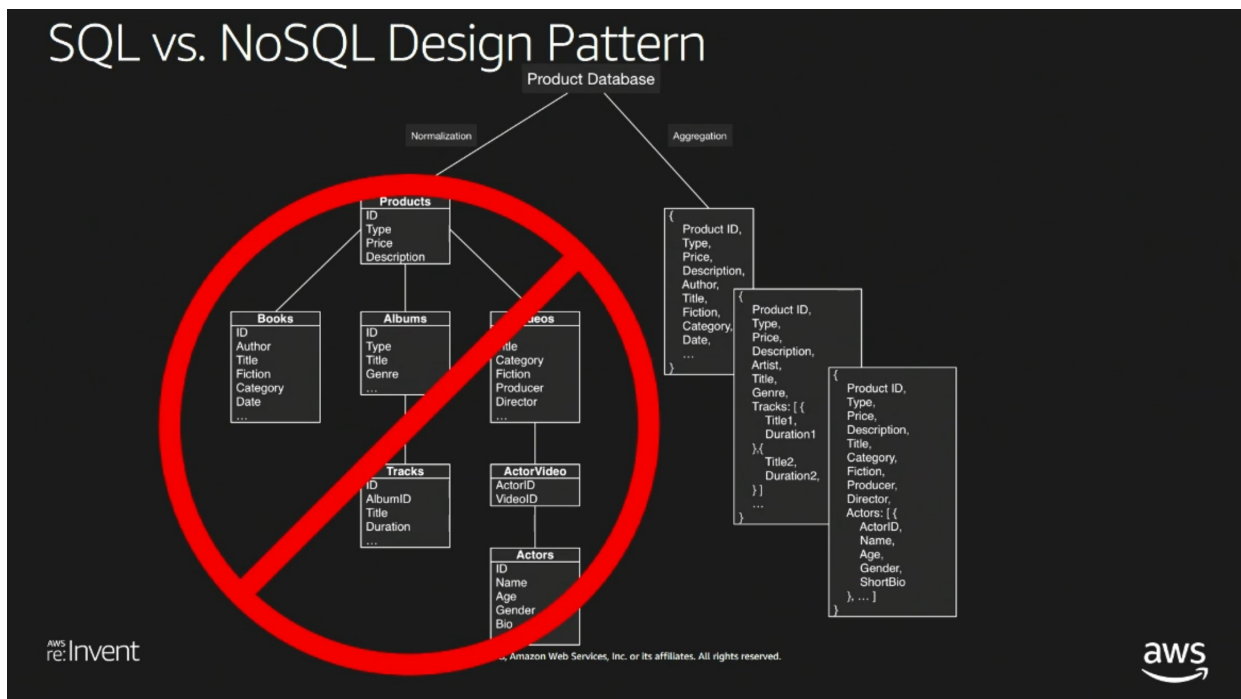 SQL vs. NoSQL Design Pattern
Product Database
Normalization
Aggregation
Products
ID
Type
Price
Description
Books
ID
Author
Title
Fiction
Category
Date
...
Albums
ID
Type
Title
Genre
...
Tracks
ID
AlbumID
Title
Duration
...
Category
Fiction
Producer
Director
...
ActorVideo
ActorID
VideoID
Actors
ID
Name
Age
Gender
Bio
{
Product ID,
Type,
Price,
Description,
Author,
Title,
Fiction,
Category,
Date,
...
}
{
Product ID,
Type,
Price,
Description,
Artist,
Title,
Genre,
Tracks: [ {
Title1,
Duration1
},{
Title2,
Duration2,
} ]
...
}
{
Product ID,
Type,
Price,
Description,
Title,
Category,
Fiction,
Producer,
Director,
Actors: [ {
ActorID,
Name,
Age,
Gender,
ShortBio
}, ... ]
}
AWS
re:Invent
, Amazon Web Services, Inc. or its affiliates. All rights reserved.
aws